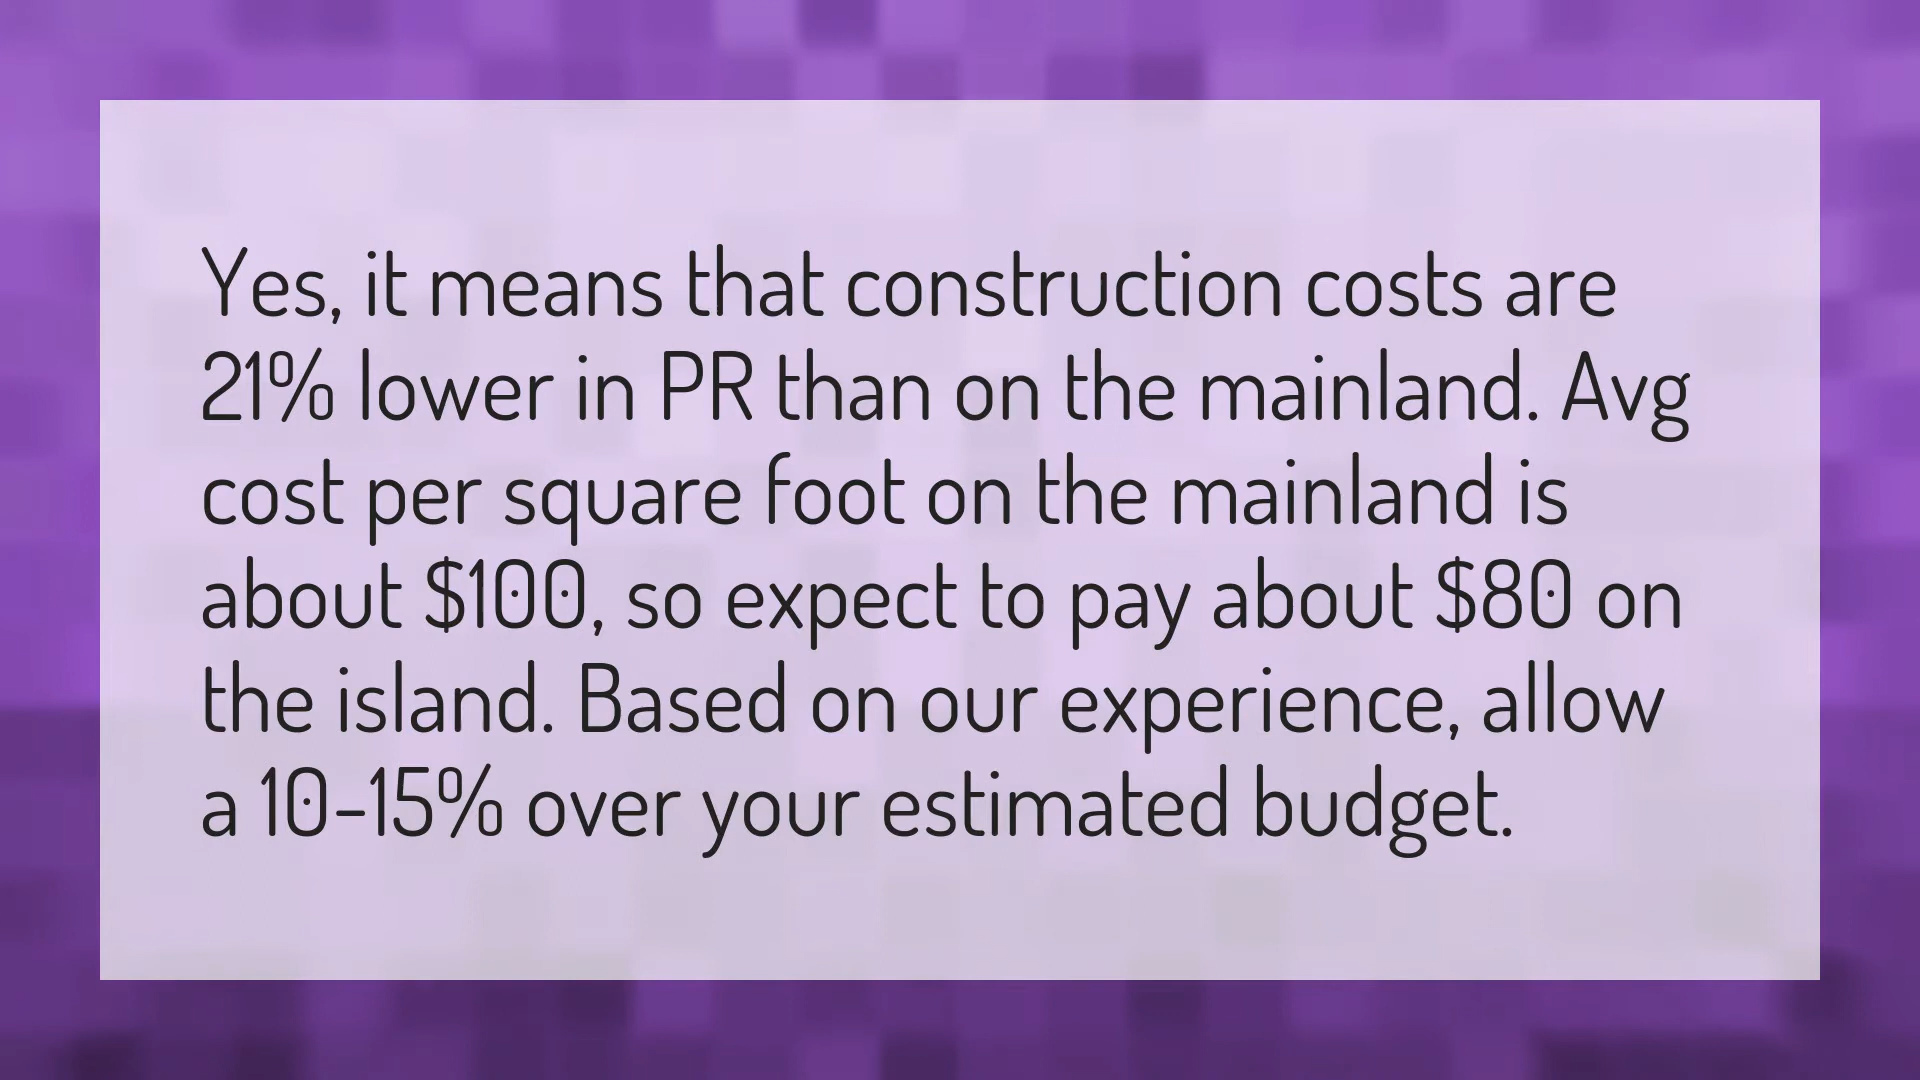 Yes, it means that construction costs are
21% lower in PR than on the mainland. Avg
cost per square foot on the mainland is
about $100, so expect to pay about $80 on
the island. Based on our experience, allow
a 10-15% over your estimated budget.